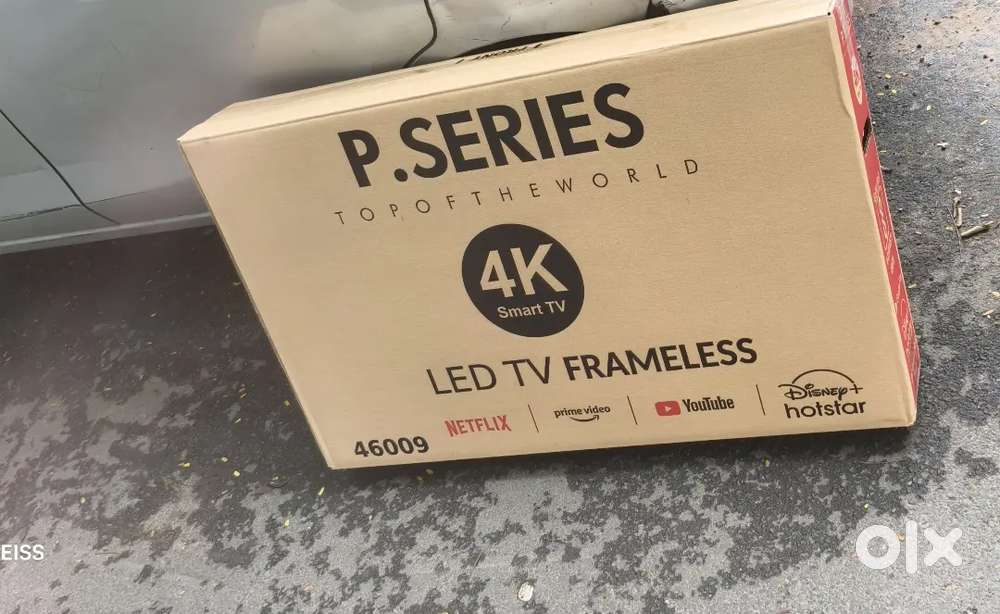 P.SERIES
TOPOFTHEWORLD
4K
Smart TV
LED TV FRAMELESS
NETFLIX
prime video
YouTube
Disney+
hotstar
46009
EISS
olx